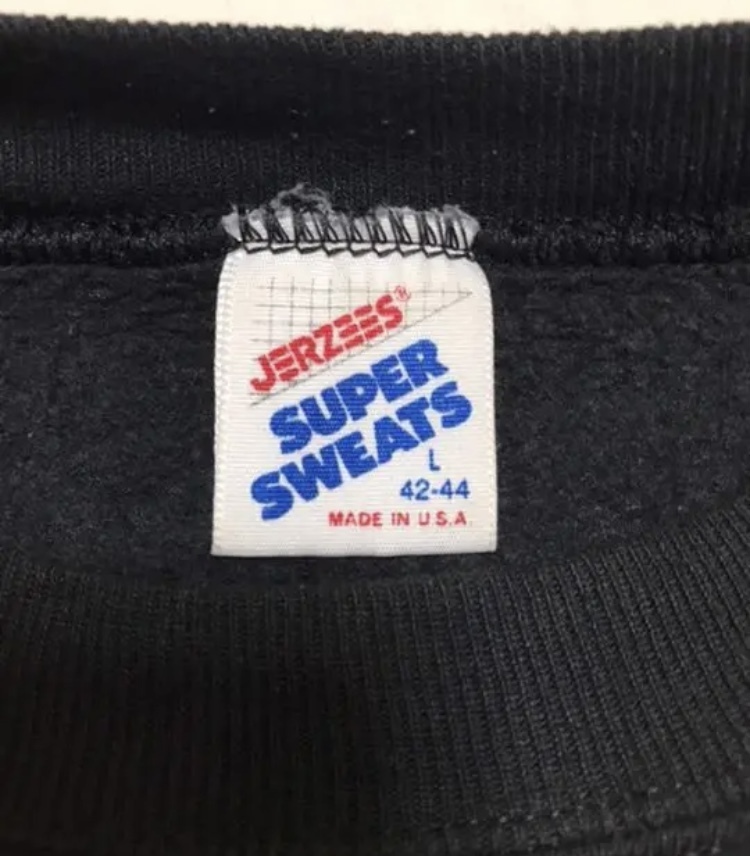 JERZEES®
SUPER
SWEATS
L
42-44
MADE IN U.S.A.